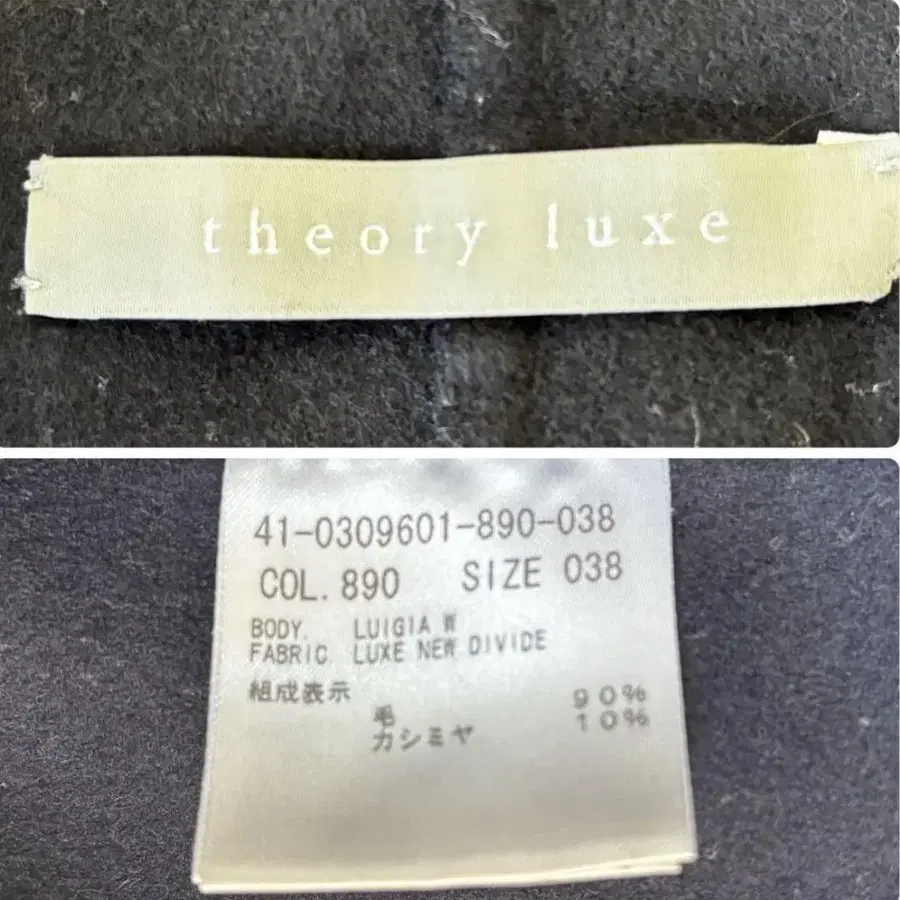 theory luxe
41-0309601-890-038
COL. 890 SIZE 038
BODY. LUIGIA W
FABRIC LUXE NEW DIVIDE
組成表示
毛 90%
カシミヤ 10%